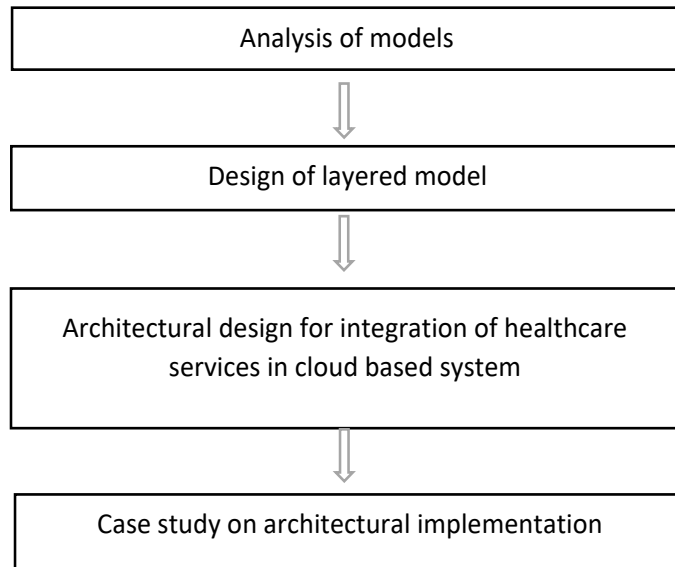 Analysis of models
Design of layered model
Architectural design for integration of healthcare
services in cloud based system
Case study on architectural implementation